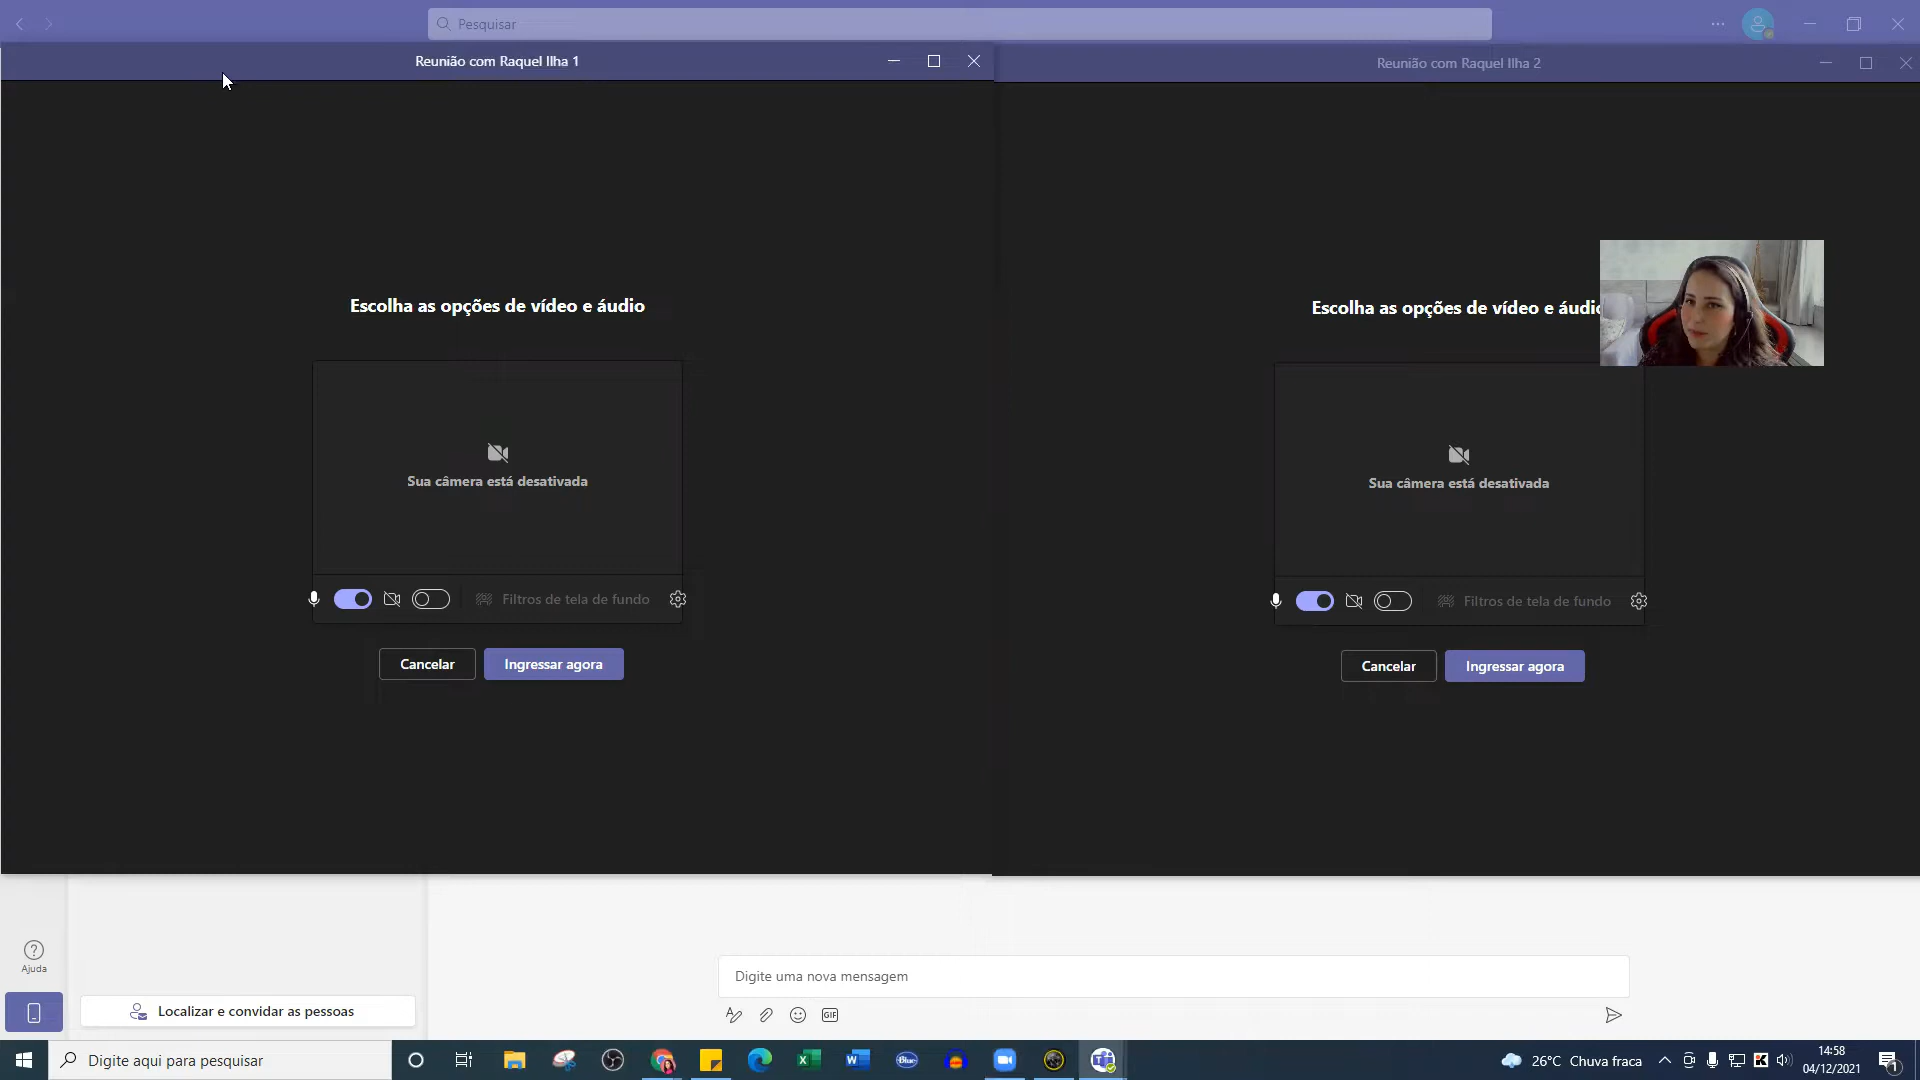 Pesquisar
Reunião com Raquel Ilha 1
Reunião com Raquel Ilha 2
Escolha as opções de vídeo e áudio
Sua câmera está desativada
Filtros de tela de fundo
Cancelar
Ingressar agora
Escolha as opções de vídeo e áudio
Sua câmera está desativada
Filtros de tela de fundo
Cancelar
Ingressar agora
Ajuda
Localizar e convidar as pessoas
Digite uma nova mensagem
GIF
Digite aqui para pesquisar
26°C Chuva fraca
14:58
04/12/2021
1